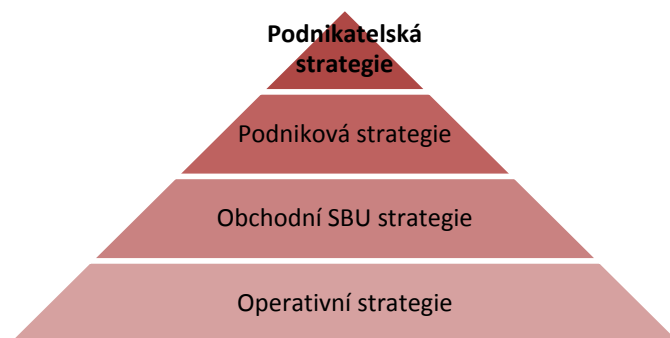 Podnikatelská
strategie
Podniková strategie
Obchodní SBU strategie
Operativní strategie